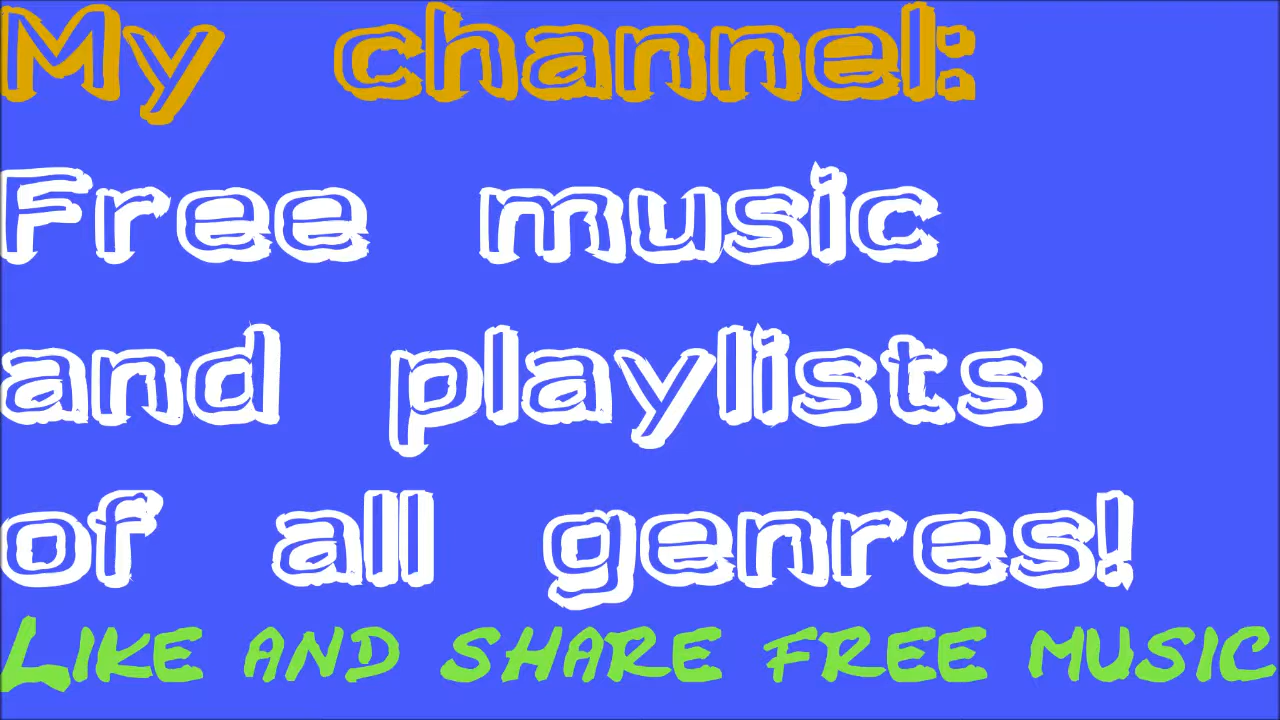 My channel:
Free music
and playlists
of all genres!
LIKE AND SHARE FREE MUSIC